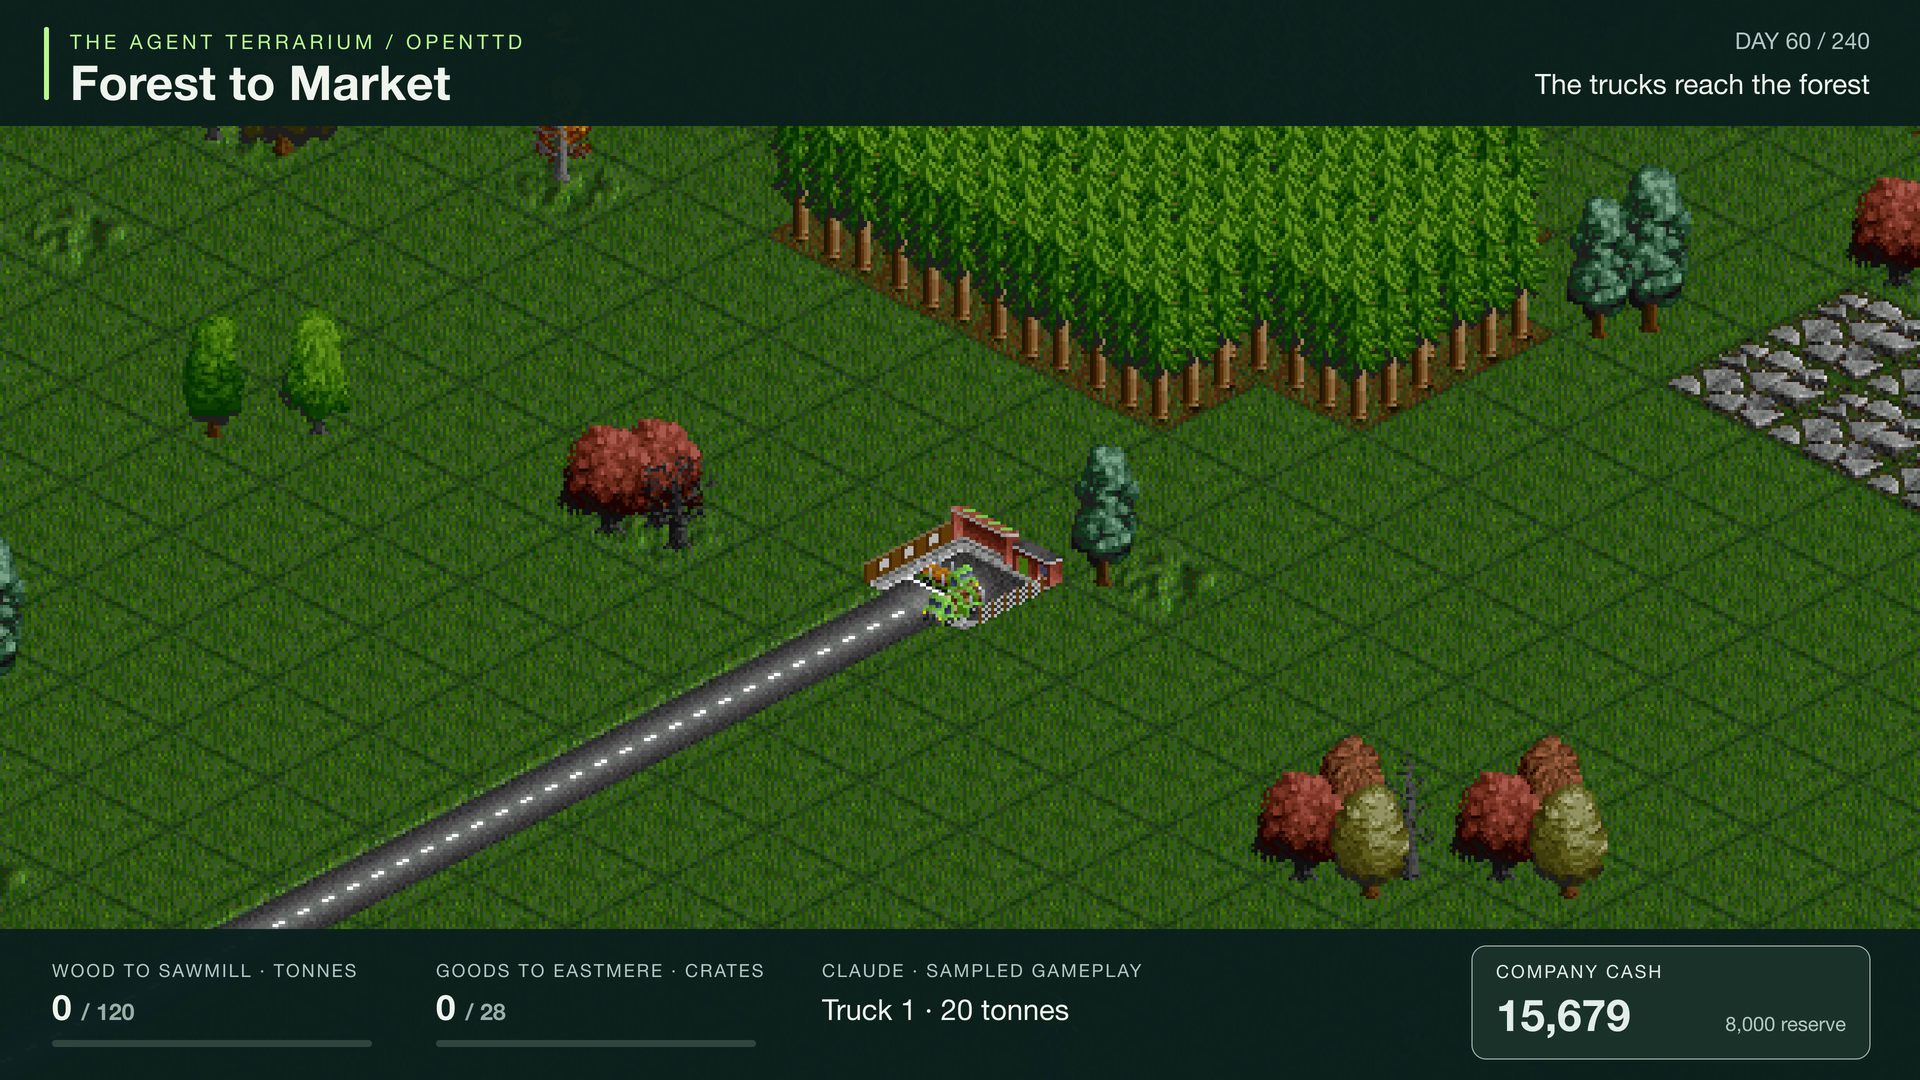 THE AGENT TERRARIUM / OPENTTD
Forest to Market
DAY 60 / 240
The trucks reach the forest
WOOD TO SAWMILL · TONNES
0 / 120
GOODS TO EASTMERE · CRATES
0 / 28
CLAUDE · SAMPLED GAMEPLAY
Truck 1 · 20 tonnes
COMPANY CASH
15,679
8,000 reserve